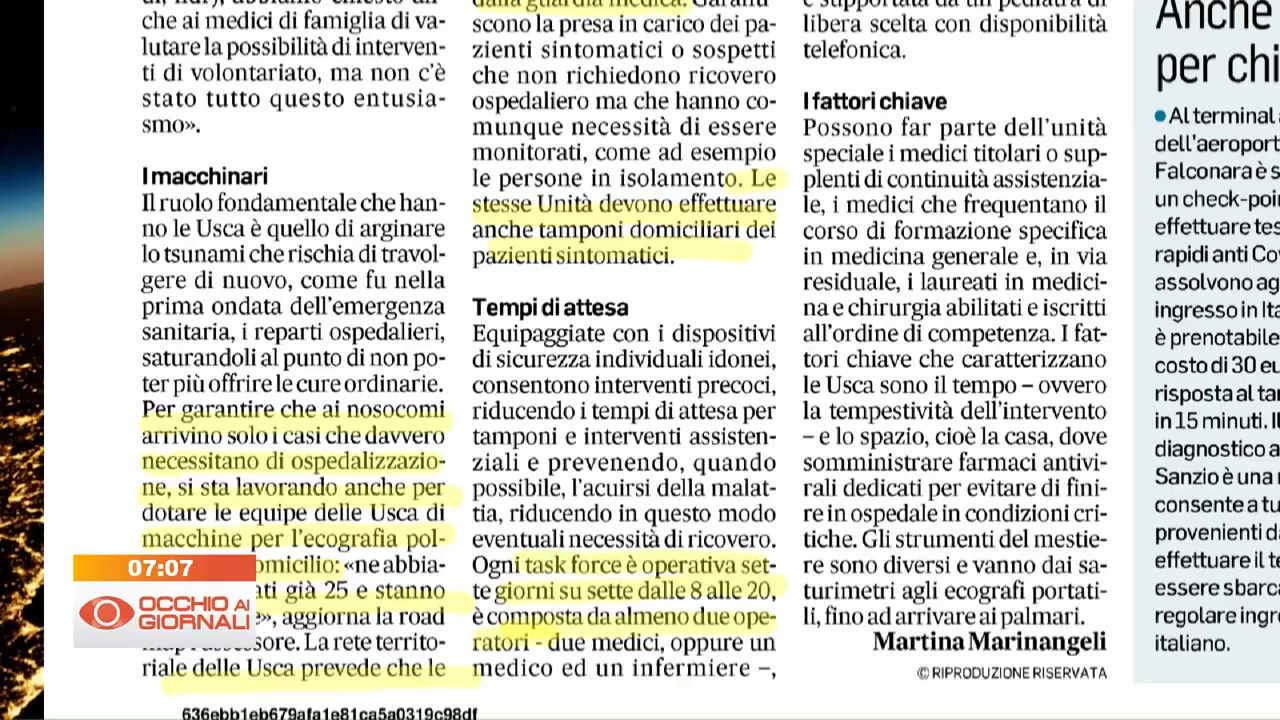 che ai medici di famiglia di va-
lutare la possibilità di interven-
ti di volontariato, ma non c'è
stato tutto questo entusia-
smo».
I macchinari
Il ruolo fondamentale che han-
no le Usca è quello di arginare
lo tsunami che rischia di travol-
gere di nuovo, come fu nella
prima ondata dell'emergenza
sanitaria, i reparti ospedalieri,
saturandoli al punto di non po-
ter più offrire le cure ordinarie.
Per garantire che ai nosocomi
arrivino solo i casi che davvero
necessitano di ospedalizzazio-
ne, si sta lavorando anche per
dotare le equipe delle Usca di
macchine per l'ecografia pol-
omicilio: «ne abbia-
ati già 25 e stanno
», aggiorna la road
sore. La rete territo-
riale delle Usca prevede che le
dalla guardia medica. Garanti-
scono la presa in carico dei pa-
zienti sintomatici o sospetti
che non richiedono ricovero
ospedaliero ma che hanno co-
munque necessità di essere
monitorati, come ad esempio
le persone in isolamento. Le
stesse Unità devono effettuare
anche tamponi domiciliari dei
pazienti sintomatici.
Tempi di attesa
Equipaggiate con i dispositivi
di sicurezza individuali idonei,
consentono interventi precoci,
riducendo i tempi di attesa per
tamponi e interventi assisten-
ziali e prevenendo, quando
possibile, l'acuirsi della malat-
tia, riducendo in questo modo
eventuali necessità di ricovero.
Ogni task force è operativa set-
te giorni su sette dalle 8 alle 20,
è composta da almeno due ope-
ratori - due medici, oppure un
medico ed un infermiere –,
e supportata da un pediatra di
libera scelta con disponibilità
telefonica.
I fattori chiave
Possono far parte dell'unità
speciale i medici titolari o sup-
plenti di continuità assistenzia-
le, i medici che frequentano il
corso di formazione specifica
in medicina generale e, in via
residuale, i laureati in medici-
na e chirurgia abilitati e iscritti
all'ordine di competenza. I fat-
tori chiave che caratterizzano
le Usca sono il tempo – ovvero
la tempestività dell'intervento
– e lo spazio, cioè la casa, dove
somministrare farmaci antivi-
rali dedicati per evitare di fini-
re in ospedale in condizioni cri-
tiche. Gli strumenti del mestie-
re sono diversi e vanno dai sa-
turimetri agli ecografi portati-
li, fino ad arrivare ai palmari.
Martina Marinangeli
© RIPRODUZIONE RISERVATA
Anche
per chi
Al terminal
dell'aeroport
Falconara è s
un check-poi
effettuare tes
rapidi anti Co
assolvono ag
ingresso in Ita
è prenotabile
costo di 30 eu
risposta al ta
in 15 minuti. Il
diagnostico a
Sanzio è una
consente a tu
provenienti d
effettuare il t
essere sbarca
regolare ingr
italiano.
07:07
OCCHIO AI
GIORNALI
636ebb1eb679afa1e81ca5a0319c98df